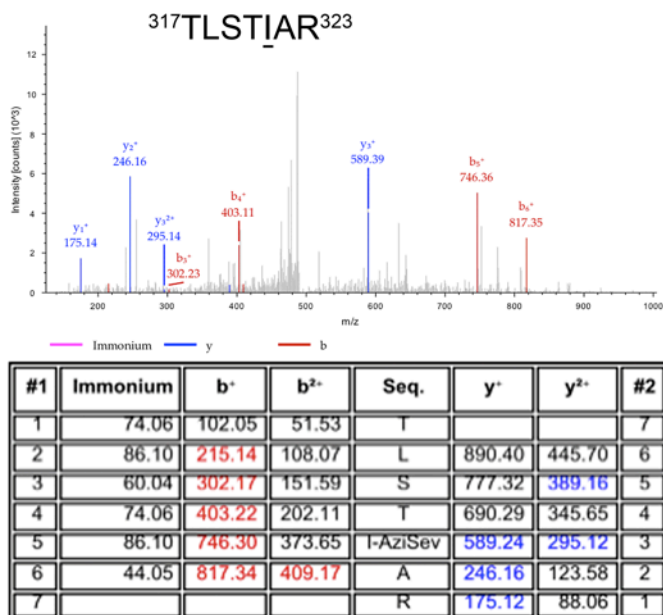 ³¹⁷TLSTIAR³²³
Intensity [counts] (10^3)
12
10
8
6
4
2
0
y₂⁺
246.16
y₁⁺
175.14
y₃²⁺
295.14
b₃⁺
302.23
b₄⁺
403.11
y₃⁺
589.39
b₅⁺
746.36
b₆⁺
817.35
200 300 400 500 600 700 800 900 1000
m/z
Immonium y b
#1 Immonium b⁺ b²⁺ Seq. y⁺ y²⁺ #2
1 74.06 102.05 51.53 T 7
2 86.10 215.14 108.07 L 890.40 445.70 6
3 60.04 302.17 151.59 S 777.32 389.16 5
4 74.06 403.22 202.11 T 690.29 345.65 4
5 86.10 746.30 373.65 I-AziSev 589.24 295.12 3
6 44.05 817.34 409.17 A 246.16 123.58 2
7 R 175.12 88.06 1